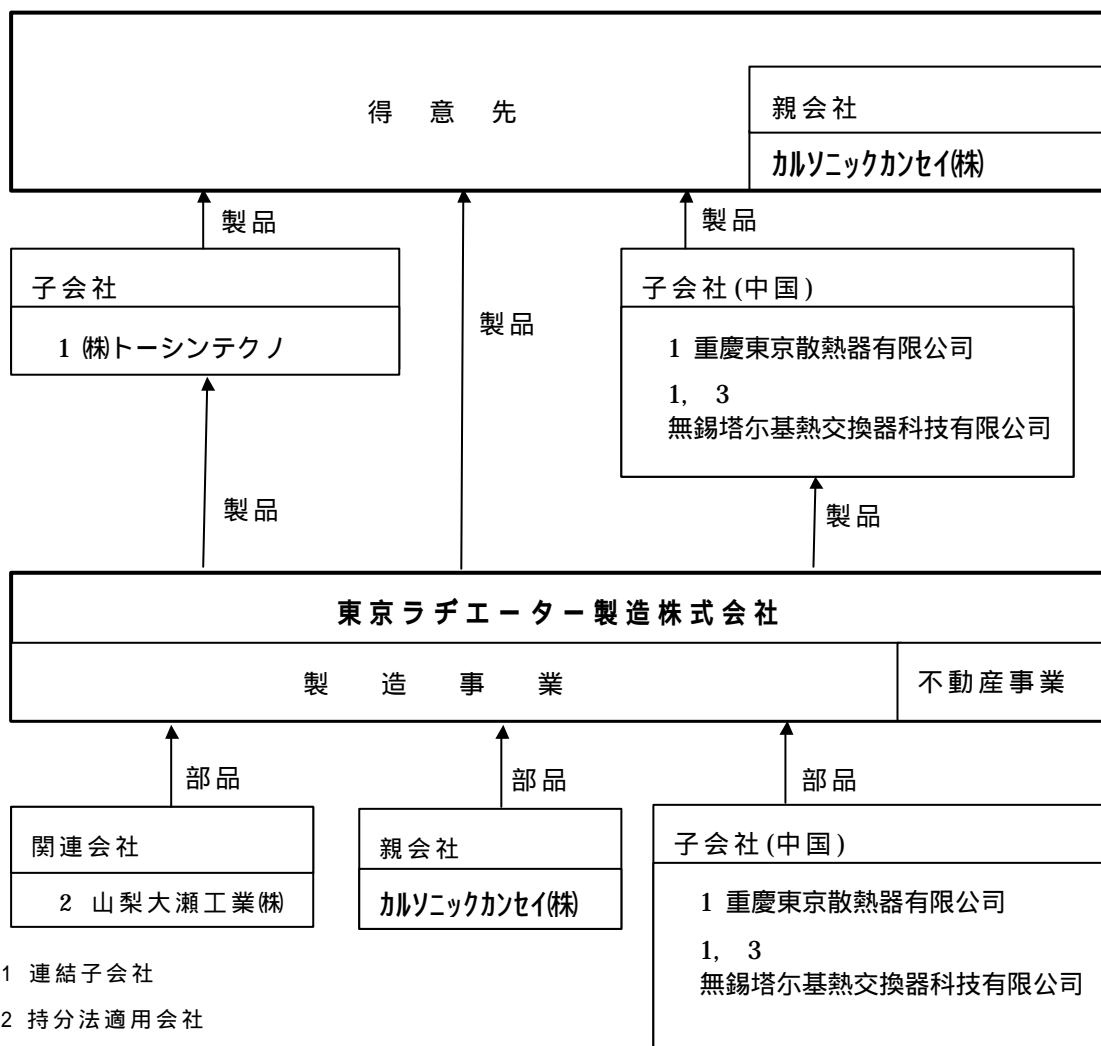 得意先
親会社
カルソニックカンセイ(株)
製品
製品
子会社
1 ㈱トーシンテクノ
製品
子会社(中国)
1 重慶東京散熱器有限公司
1, 3
無錫塔尓基熱交換器科技有限公司
製品
製品
東京ラヂエーター製造株式会社
製造事業
不動産事業
部品
部品
部品
関連会社
2 山梨大瀬工業㈱
親会社
カルソニックカンセイ(株)
子会社(中国)
1 重慶東京散熱器有限公司
1, 3
無錫塔尓基熱交換器科技有限公司
1 連結子会社
2 持分法適用会社